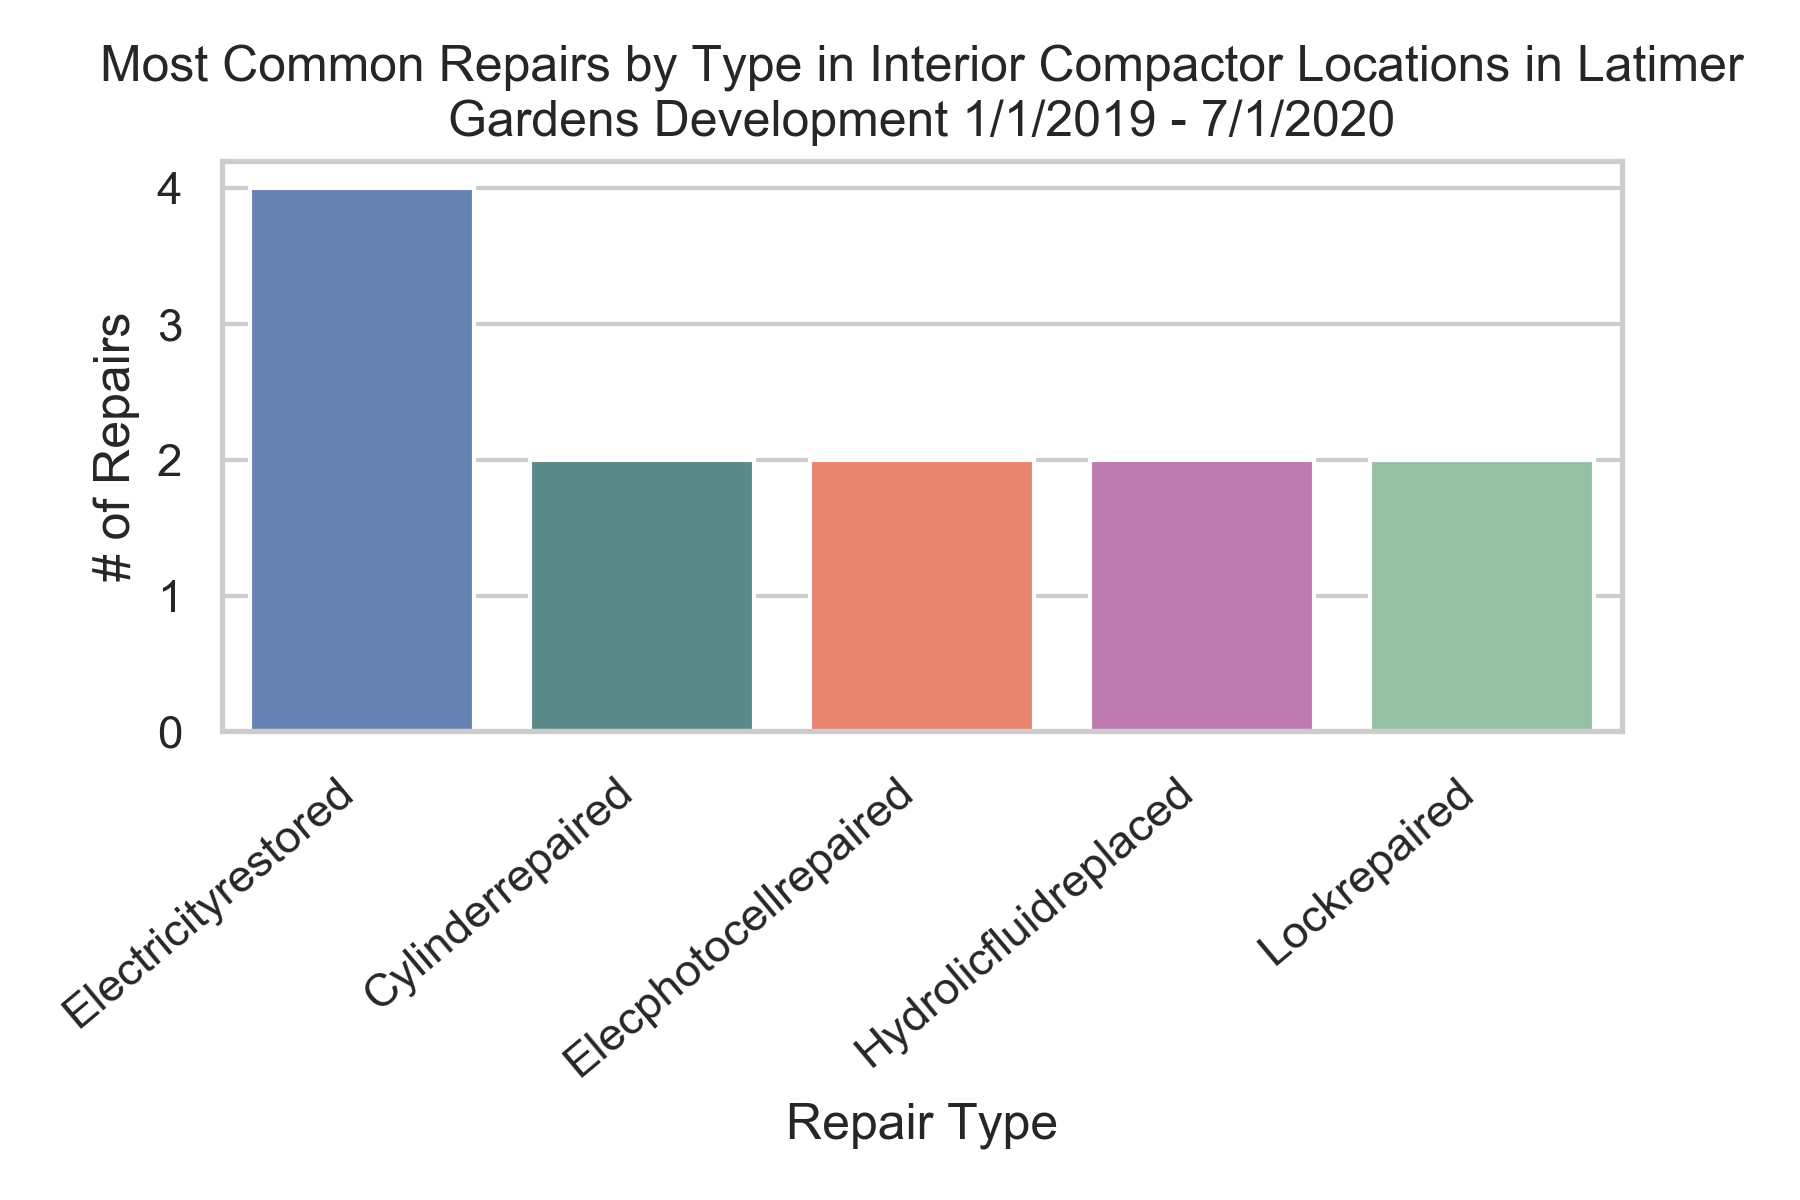 Most Common Repairs by Type in Interior Compactor Locations in Latimer
Gardens Development 1/1/2019 - 7/1/2020
# of Repairs
4
3
2
1
0
Electricityrestored
Cylinderrepaired
Elecphotocellrepaired
Hydrolicfluidreplaced
Lockrepaired
Repair Type